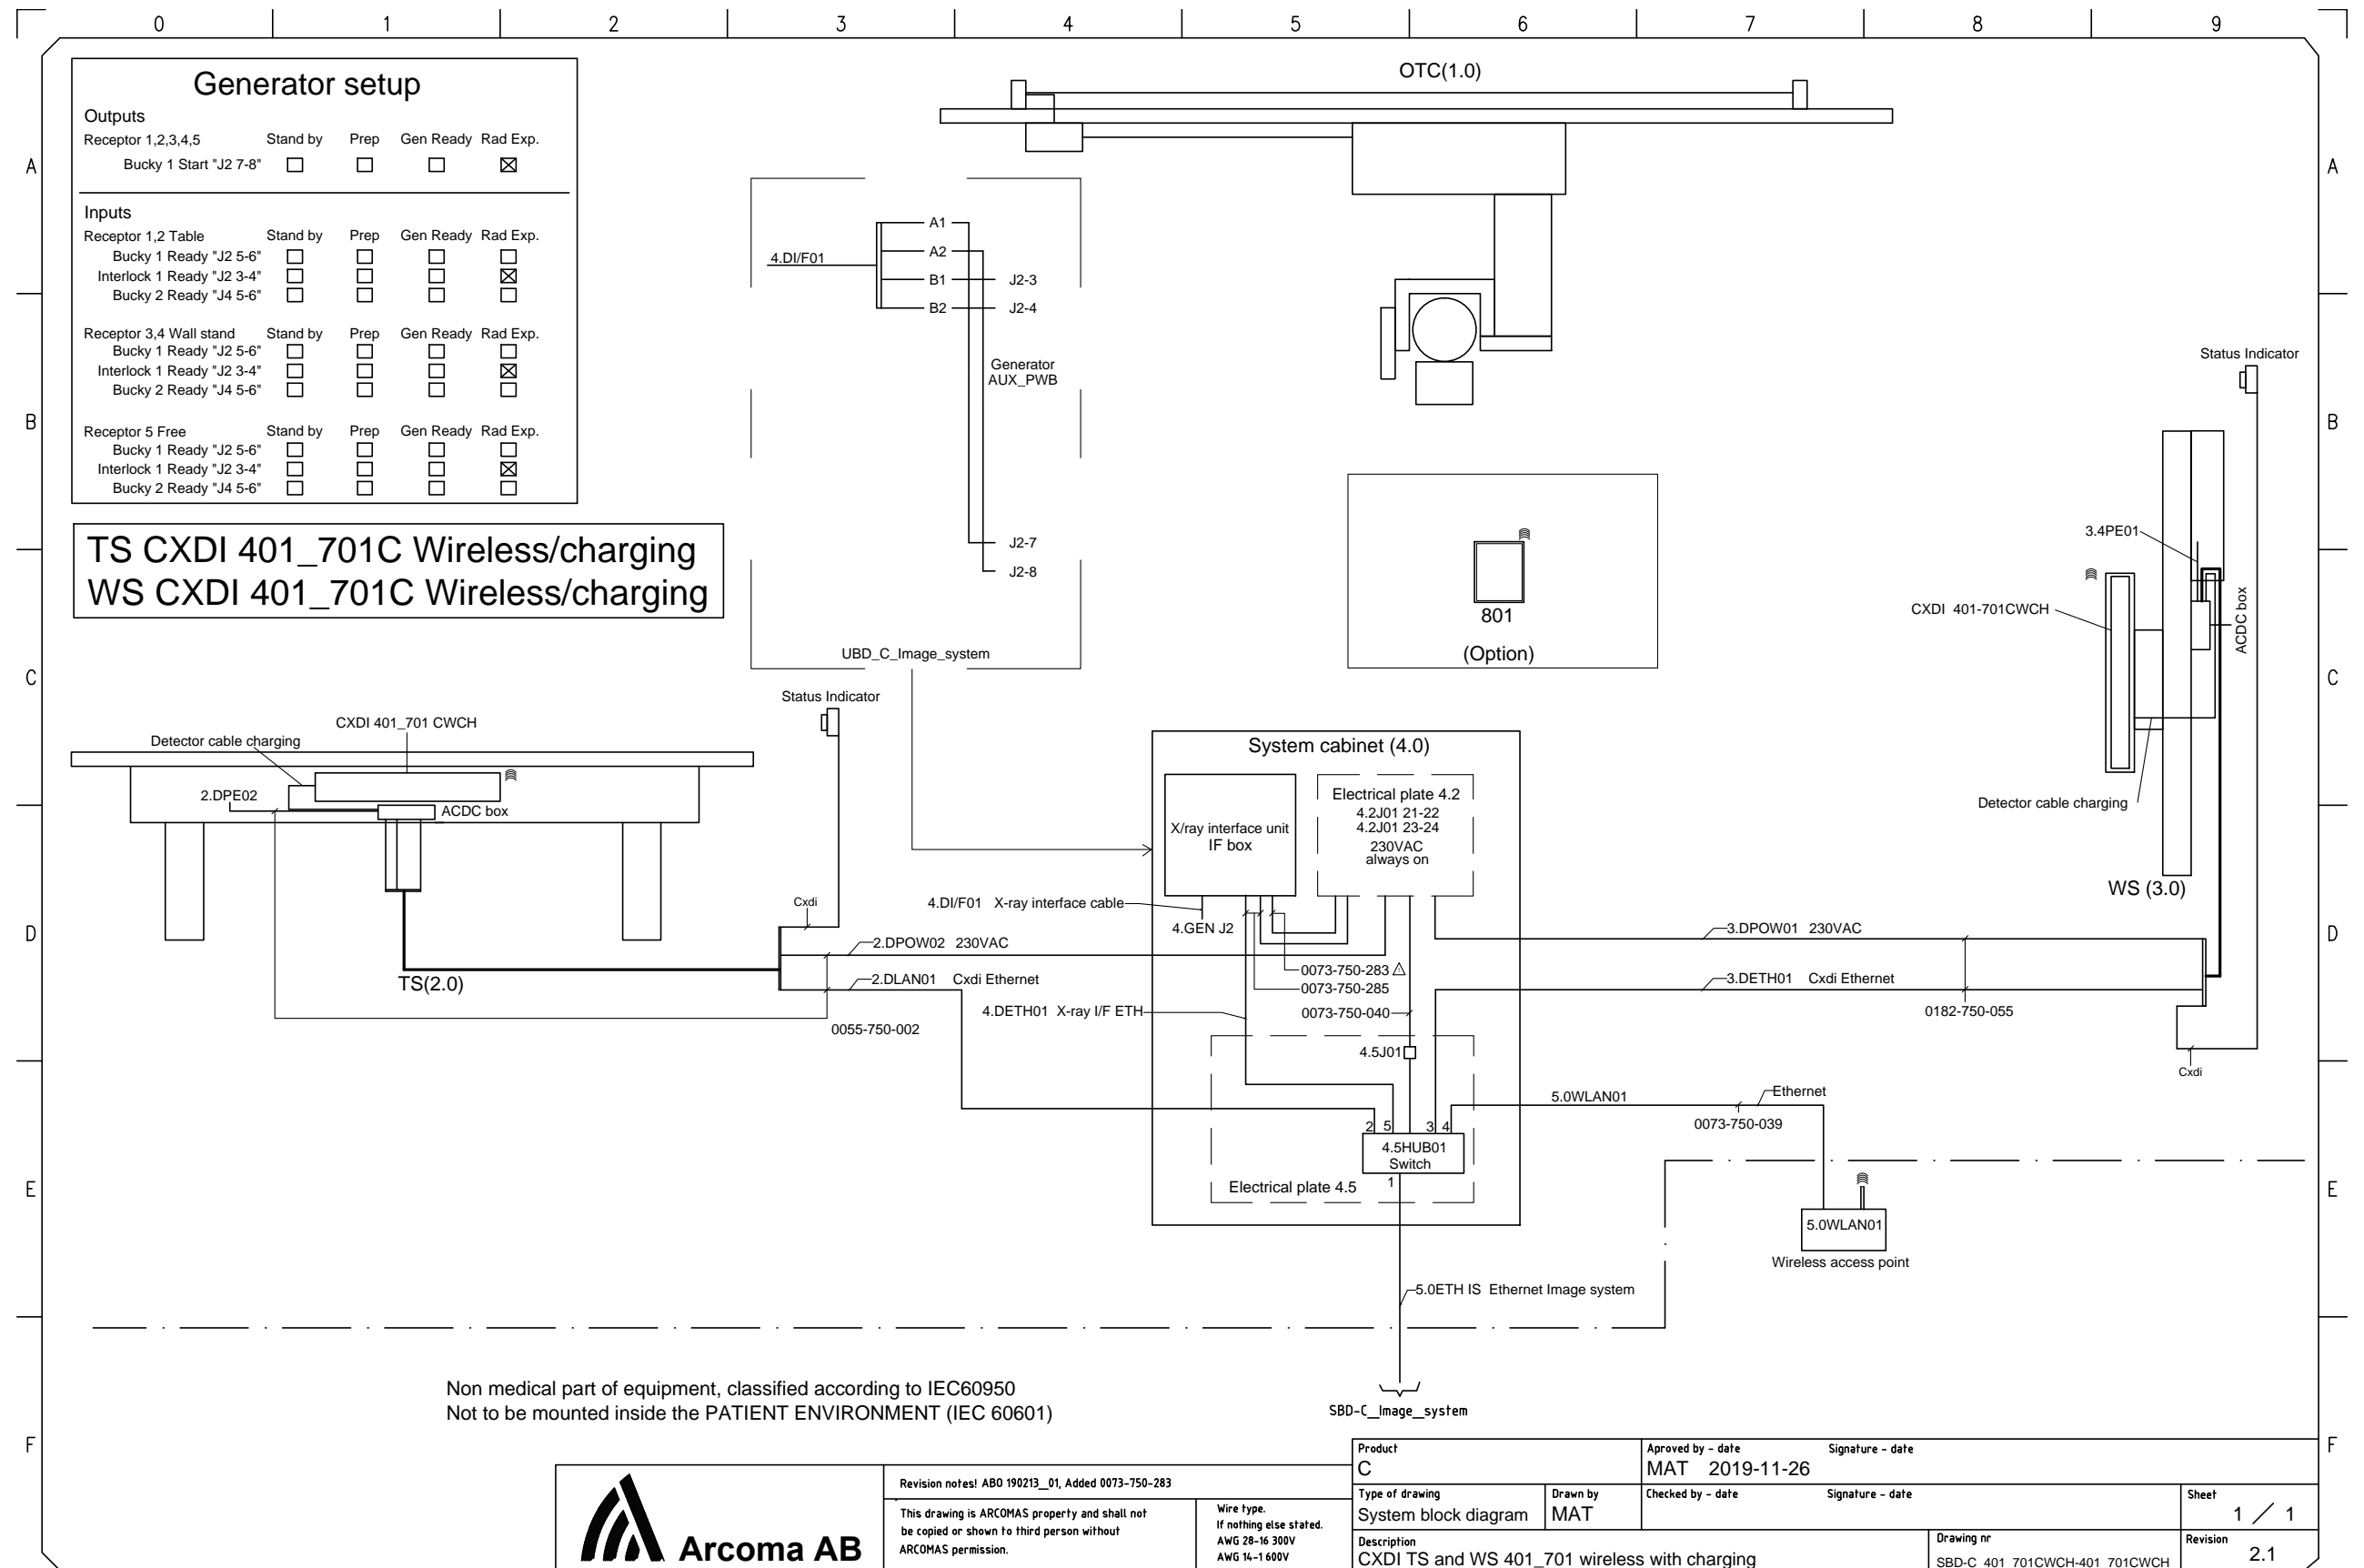 0 1 2 3 4 5 6 7 8 9
A A
B B
C C
D D
E E
F F
Generator setup
Outputs
Receptor 1,2,3,4,5 Stand by Prep Gen Ready Rad Exp.
Bucky 1 Start "J2 7-8"
Inputs
Receptor 1,2 Table Stand by Prep Gen Ready Rad Exp.
Bucky 1 Ready "J2 5-6"
Interlock 1 Ready "J2 3-4"
Bucky 2 Ready "J4 5-6"
Receptor 3,4 Wall stand Stand by Prep Gen Ready Rad Exp.
Bucky 1 Ready "J2 5-6"
Interlock 1 Ready "J2 3-4"
Bucky 2 Ready "J4 5-6"
Receptor 5 Free Stand by Prep Gen Ready Rad Exp.
Bucky 1 Ready "J2 5-6"
Interlock 1 Ready "J2 3-4"
Bucky 2 Ready "J4 5-6"
TS CXDI 401_701C Wireless/charging
WS CXDI 401_701C Wireless/charging
4.DI/F01
A1
A2
B1
B2
J2-3
J2-4
Generator
AUX_PWB
J2-7
J2-8
UBD_C_Image_system
OTC(1.0)
801
(Option)
Status Indicator
3.4PE01
CXDI 401-701CWCH
ACDC box
Detector cable charging
WS (3.0)
Status Indicator
CXDI 401_701 CWCH
Detector cable charging
2.DPE02
ACDC box
TS(2.0)
Cxdi
2.DPOW02 230VAC
2.DLAN01 Cxdi Ethernet
0055-750-002
System cabinet (4.0)
X/ray interface unit
IF box
Electrical plate 4.2
4.2J01 21-22
4.2J01 23-24
230VAC
always on
4.DI/F01 X-ray interface cable
4.GEN J2
0073-750-283
0073-750-285
4.DETH01 X-ray I/F ETH
0073-750-040
4.5J01
3.DPOW01 230VAC
3.DETH01 Cxdi Ethernet
0182-750-055
Cxdi
5.0WLAN01
Ethernet
0073-750-039
2 5 3 4
4.5HUB01
Switch
1
Electrical plate 4.5
5.0WLAN01
Wireless access point
5.0ETH IS Ethernet Image system
SBD-C_Image_system
Non medical part of equipment, classified according to IEC60950
Not to be mounted inside the PATIENT ENVIRONMENT (IEC 60601)
Arcoma AB
Revision notes! ABO 190213_01, Added 0073-750-283
This drawing is ARCOMAS property and shall not
be copied or shown to third person without
ARCOMAS permission.
Wire type.
If nothing else stated.
AWG 28-16 300V
AWG 14-1 600V
Product
C
Aproved by - date Signature - date
MAT 2019-11-26
Type of drawing
System block diagram
Drawn by
MAT
Checked by - date Signature - date
Sheet
1 / 1
Description
CXDI TS and WS 401_701 wireless with charging
Drawing nr
SBD-C_401_701CWCH-401_701CWCH
Revision
2.1